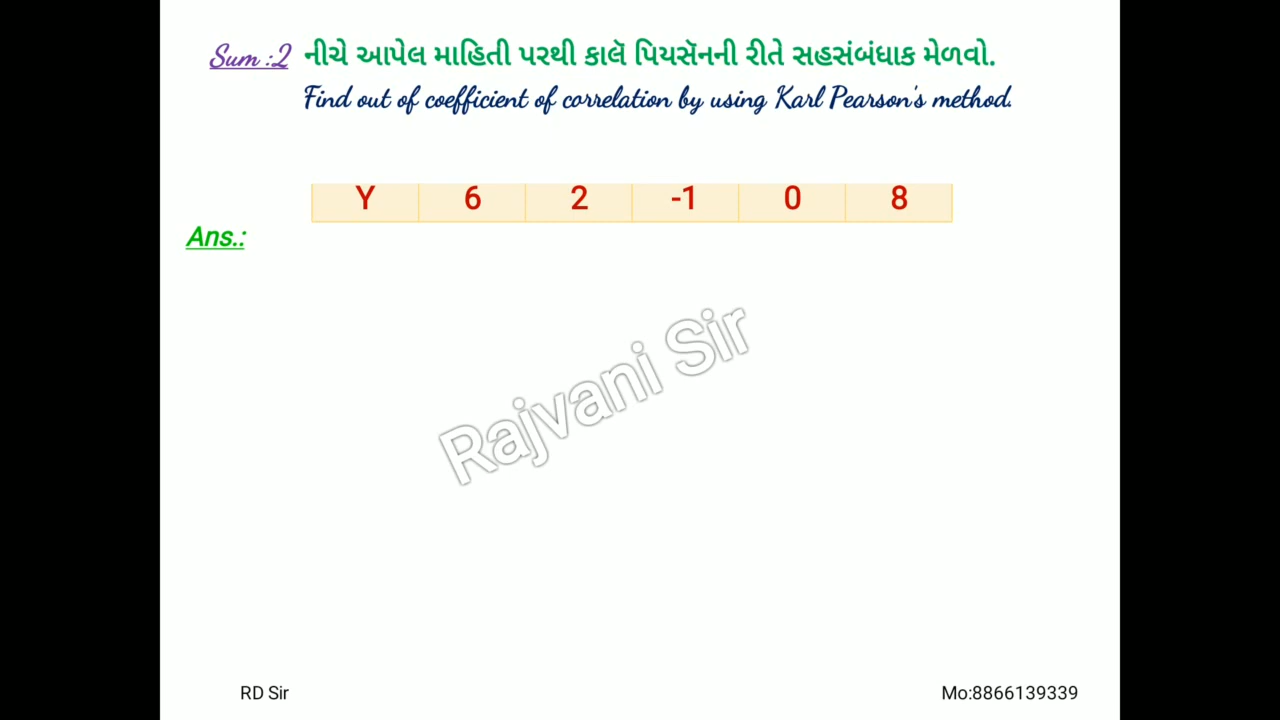 Sum :2 નીચે આપેલ માહિતી પરથી કાર્લ પિયર્સનની રીતે સહસંબંધાક મેળવો.
Find out of coefficient of correlation by using Karl Pearson's method.
Y 6 2 -1 0 8
Ans.:
Rajvani Sir
RD Sir Mo:8866139339